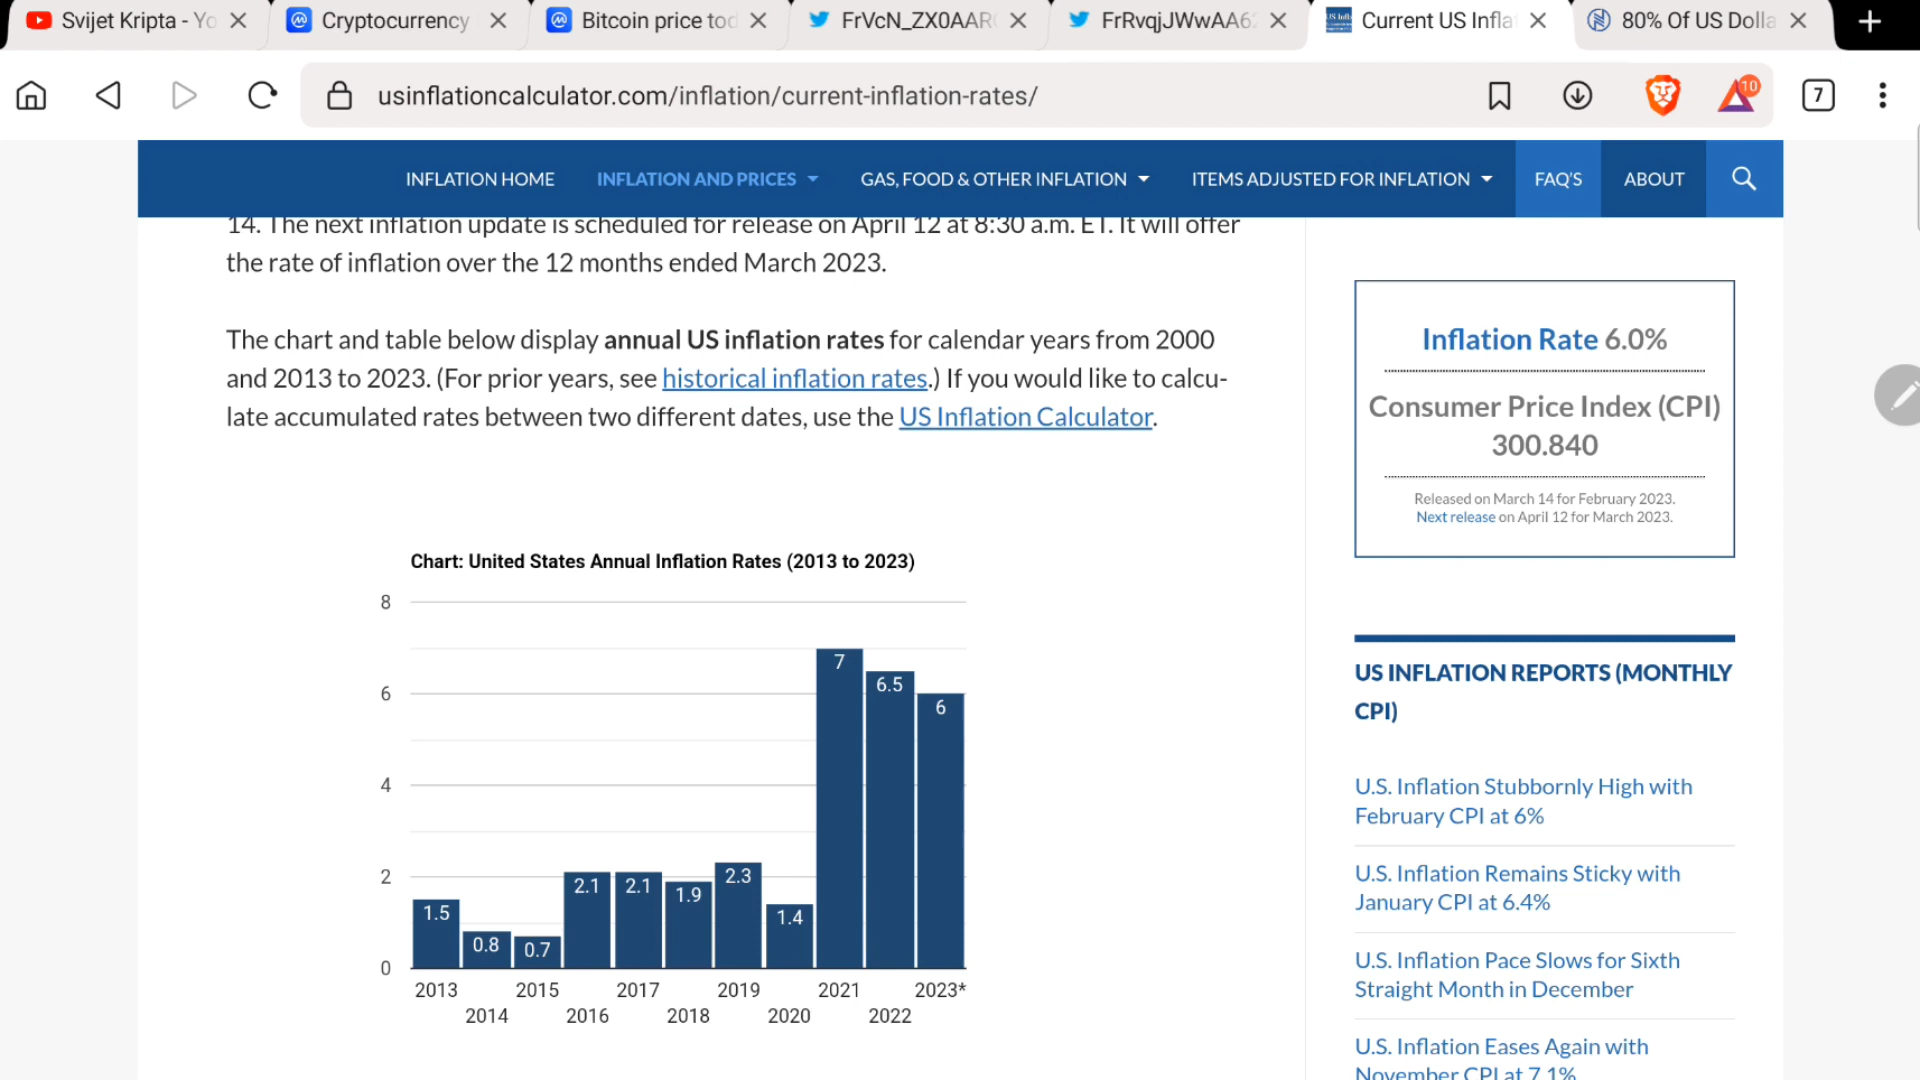 Svijet Kripta - Yo
Cryptocurrency
Bitcoin price tod
FrVcN_ZX0AAR
FrRvqjJWwAA6
Current US Infla
80% Of US Dolla
usinflationcalculator.com/inflation/current-inflation-rates/
10
7
INFLATION HOME
INFLATION AND PRICES
GAS, FOOD & OTHER INFLATION
ITEMS ADJUSTED FOR INFLATION
FAQ'S
ABOUT
14. The next inflation update is scheduled for release on April 12 at 8:30 a.m. ET. It will offer
the rate of inflation over the 12 months ended March 2023.
The chart and table below display annual US inflation rates for calendar years from 2000
and 2013 to 2023. (For prior years, see historical inflation rates.) If you would like to calcu-
late accumulated rates between two different dates, use the US Inflation Calculator.
Chart: United States Annual Inflation Rates (2013 to 2023)
8
6
4
2
0
1.5
0.8
0.7
2.1
2.1
1.9
2.3
1.4
7
6.5
6
2013
2014
2015
2016
2017
2018
2019
2020
2021
2022
2023*
Inflation Rate 6.0%
Consumer Price Index (CPI)
300.840
Released on March 14 for February 2023.
Next release on April 12 for March 2023.
US INFLATION REPORTS (MONTHLY
CPI)
U.S. Inflation Stubbornly High with
February CPI at 6%
U.S. Inflation Remains Sticky with
January CPI at 6.4%
U.S. Inflation Pace Slows for Sixth
Straight Month in December
U.S. Inflation Eases Again with
November CPI at 7.1%